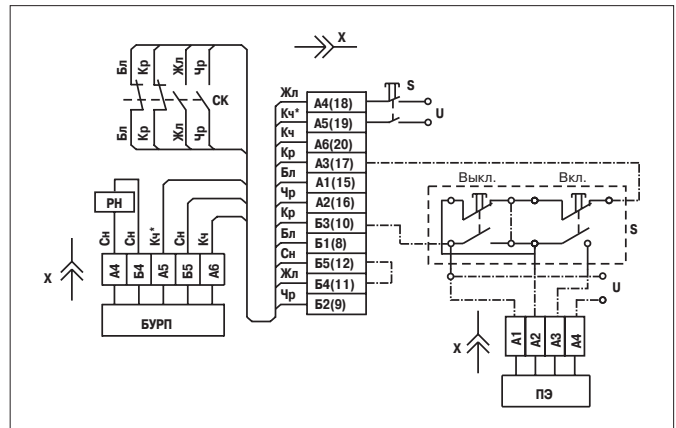 X
Бл
Кр
Жл
Чр
СК
Бл
Кр
Жл
Чр
Жл А4(18)
Кч* А5(19)
Кч А6(20)
Кр А3(17)
Бл А1(15)
Чр А2(16)
Кр Б3(10)
Бл Б1(8)
Сн Б5(12)
Жл Б4(11)
Чр Б2(9)
S
U
Выкл. Вкл.
S
U
РН
Сн Сн Кч* Сн Кч
X
А4 Б4 А5 Б5 А6
БУРП
X
А1 А2 А3 А4
ПЭ